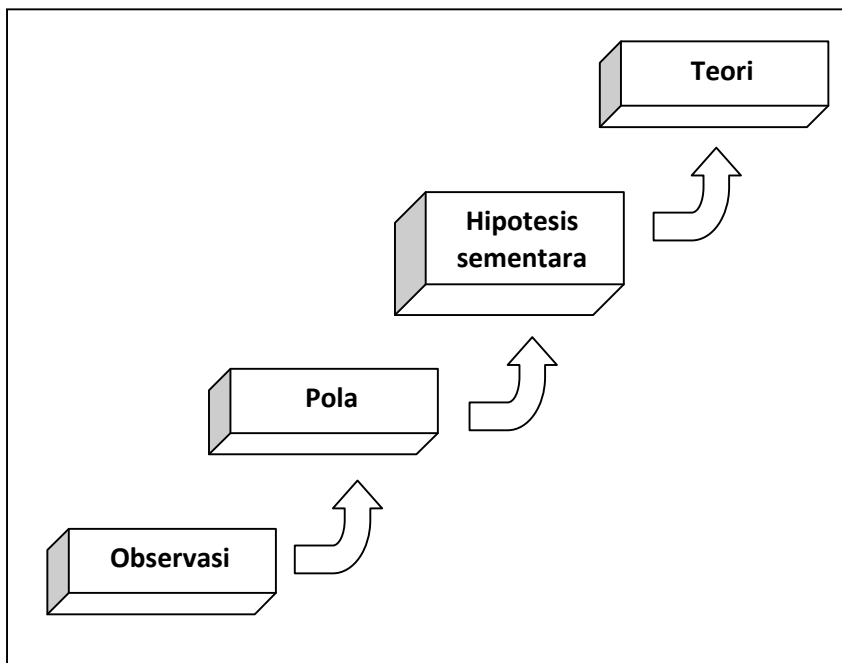 Teori
Hipotesis
sementara
Pola
Observasi